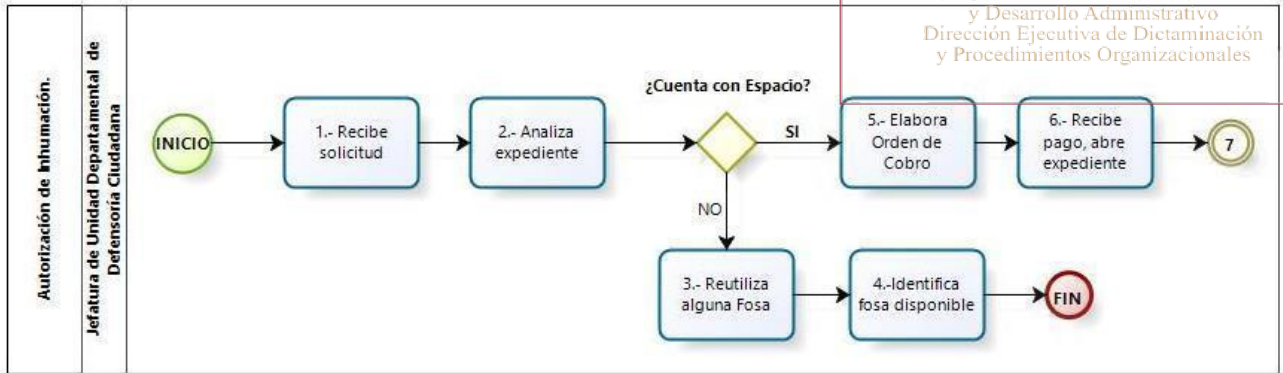 y Desarrollo Administrativo
Dirección Ejecutiva de Dictaminación
y Procedimientos Organizacionales
Autorización de Inhumación.
Jefatura de Unidad Departamental de
Defensoría Ciudadana
INICIO
1.- Recibe
solicitud
2.- Analiza
expediente
¿Cuenta con Espacio?
SI
5.- Elabora
Orden de
Cobro
6.- Recibe
pago, abre
expediente
7
NO
3.- Reutiliza
alguna Fosa
4.-Identifica
fosa disponible
FIN